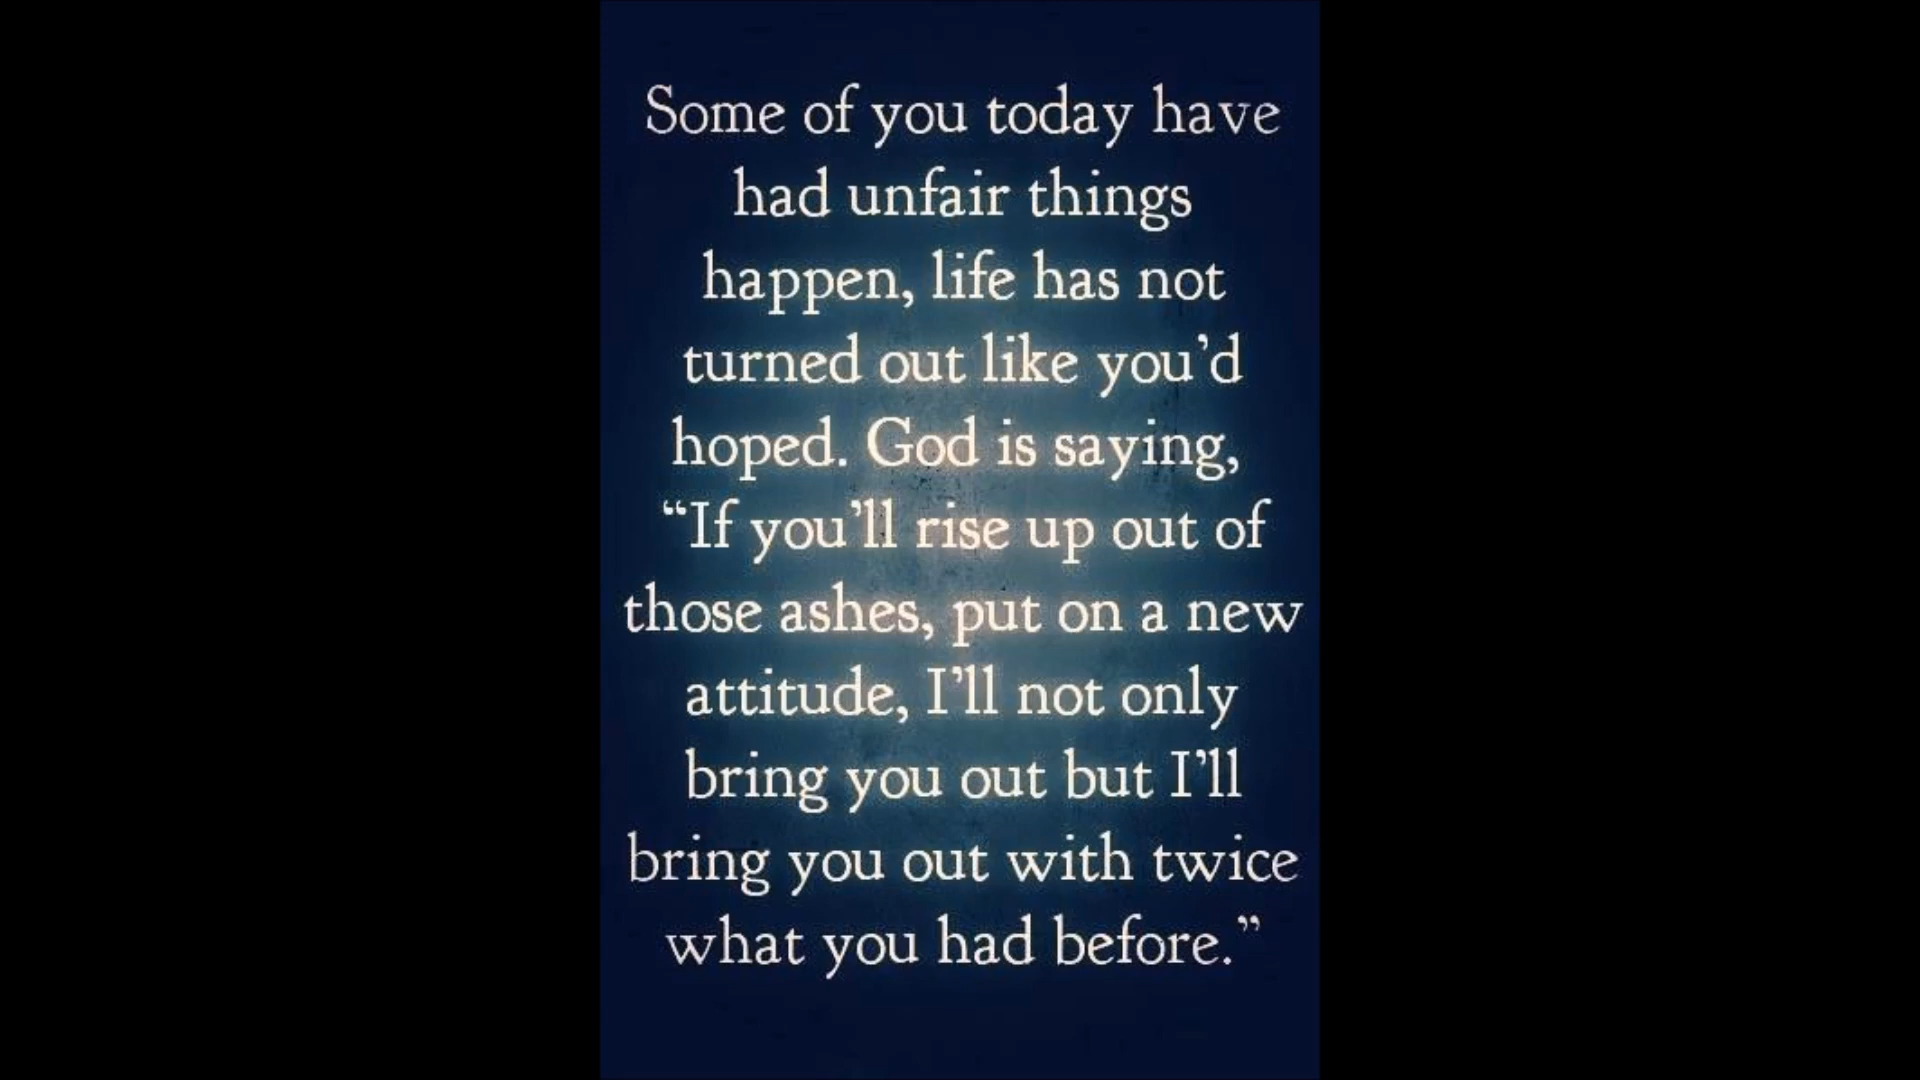 Some of you today have
had unfair things
happen, life has not
turned out like you’d
hoped. God is saying,
“If you’ll rise up out of
those ashes, put on a new
attitude, I’ll not only
bring you out but I’ll
bring you out with twice
what you had before.”